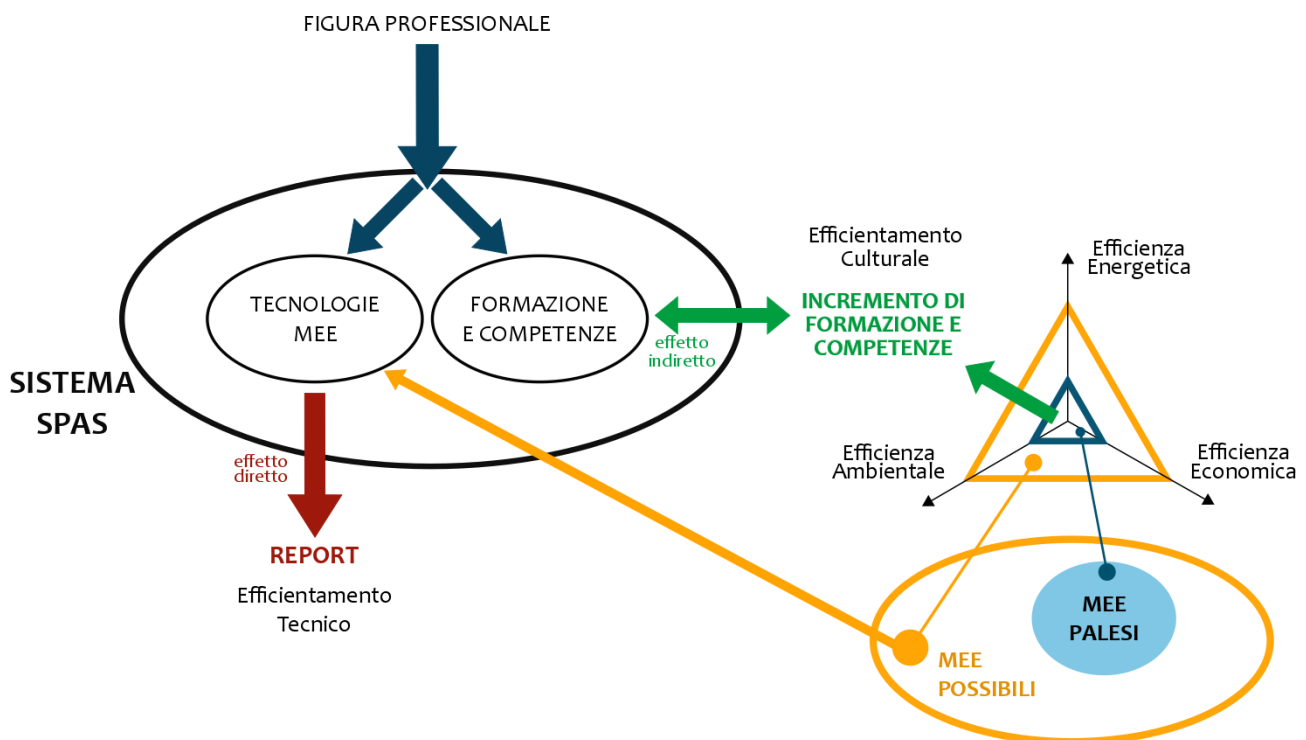 FIGURA PROFESSIONALE
Efficientamento
Culturale
Efficienza
Energetica
TECNOLOGIE
MEE
FORMAZIONE
E COMPETENZE
INCREMENTO DI
FORMAZIONE E
COMPETENZE
effetto
indiretto
SISTEMA
SPAS
effetto
diretto
Efficienza
Ambientale
Efficienza
Economica
REPORT
Efficientamento
Tecnico
MEE
PALESI
MEE
POSSIBILI